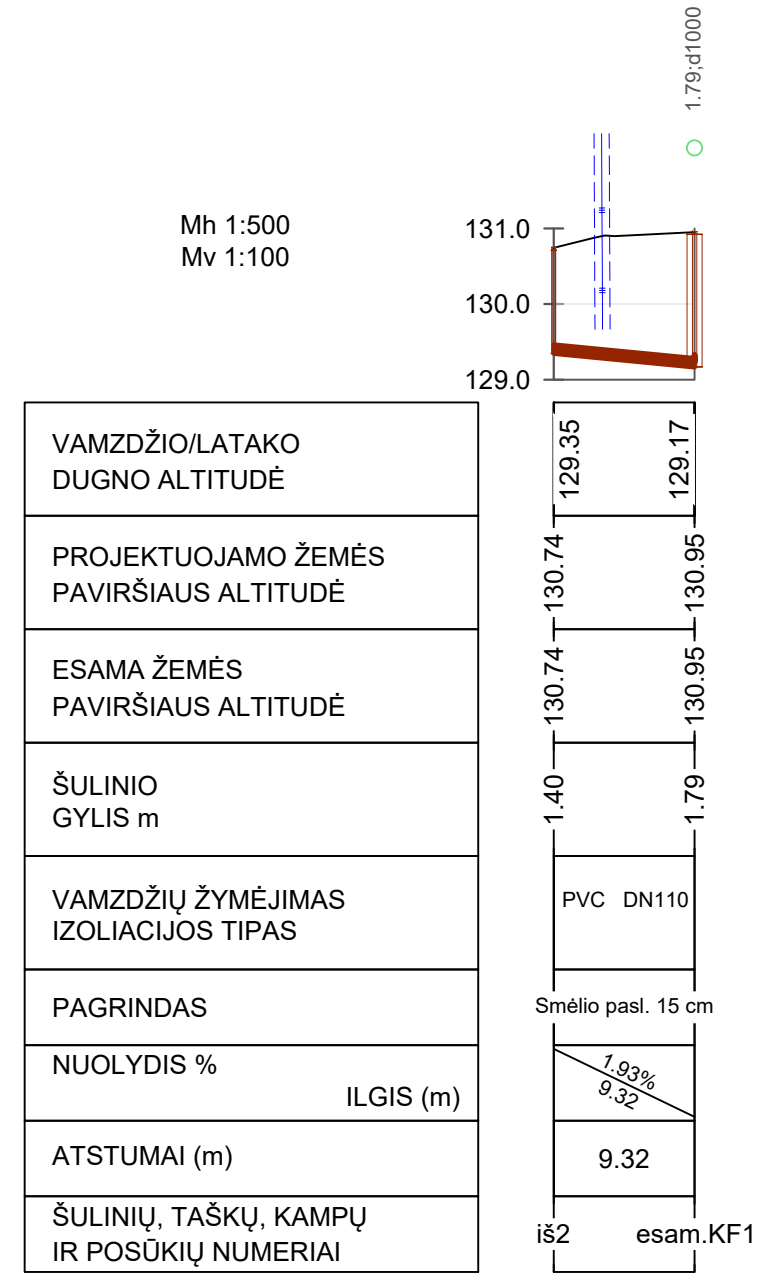 1.79;d1000
Mh 1:500
Mv 1:100
131.0
130.0
129.0
VAMZDŽIO/LATAKO
DUGNO ALTITUDĖ
129.35
129.17
PROJEKTUOJAMO ŽEMĖS
PAVIRŠIAUS ALTITUDĖ
130.74
130.95
ESAMA ŽEMĖS
PAVIRŠIAUS ALTITUDĖ
130.74
130.95
ŠULINIO
GYLIS m
1.40
1.79
VAMZDŽIŲ ŽYMĖJIMAS
IZOLIACIJOS TIPAS
PVC DN110
PAGRINDAS
Smėlio pasl. 15 cm
NUOLYDIS %
ILGIS (m)
1.93%
9.32
ATSTUMAI (m)
9.32
ŠULINIŲ, TAŠKŲ, KAMPŲ
IR POSŪKIŲ NUMERIAI
iš2
esam.KF1